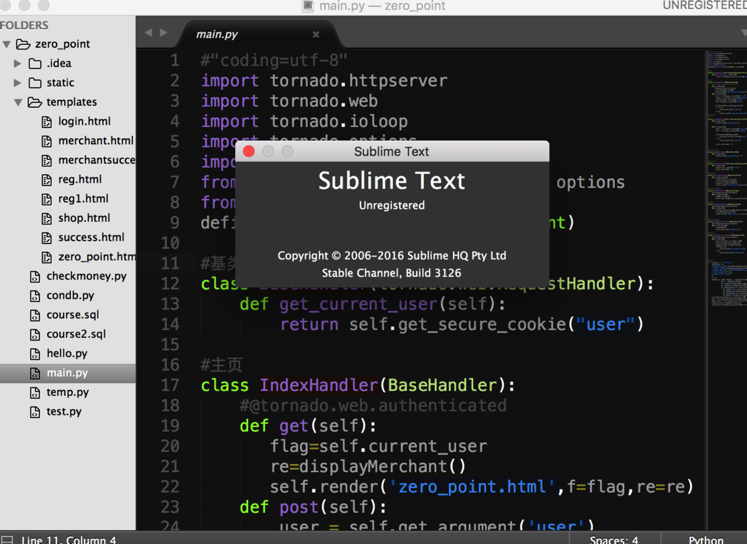 main.py — zero_point
UNREGISTERED
FOLDERS
zero_point
.idea
static
templates
login.html
merchant.html
merchantsucce
reg.html
reg1.html
shop.html
success.html
zero_point.htm
checkmoney.py
condb.py
course.sql
course2.sql
hello.py
main.py
temp.py
test.py
main.py
1 #"coding=utf-8"
2 import tornado.httpserver
3 import tornado.web
4 import tornado.ioloop
5 import tornado.options
6 impo
7 from options
8 from
9 defi nt)
10
11 #基类
12 class BaseHandler(tornado.web.RequestHandler):
13 def get_current_user(self):
14 return self.get_secure_cookie("user")
15
16 #主页
17 class IndexHandler(BaseHandler):
18 #@tornado.web.authenticated
19 def get(self):
20 flag=self.current_user
21 re=displayMerchant()
22 self.render('zero_point.html',f=flag,re=re)
23 def post(self):
24 user = self.get_argument('user')
Sublime Text
Sublime Text
Unregistered
Copyright © 2006-2016 Sublime HQ Pty Ltd
Stable Channel, Build 3126
Line 11, Column 4
Spaces: 4
Python